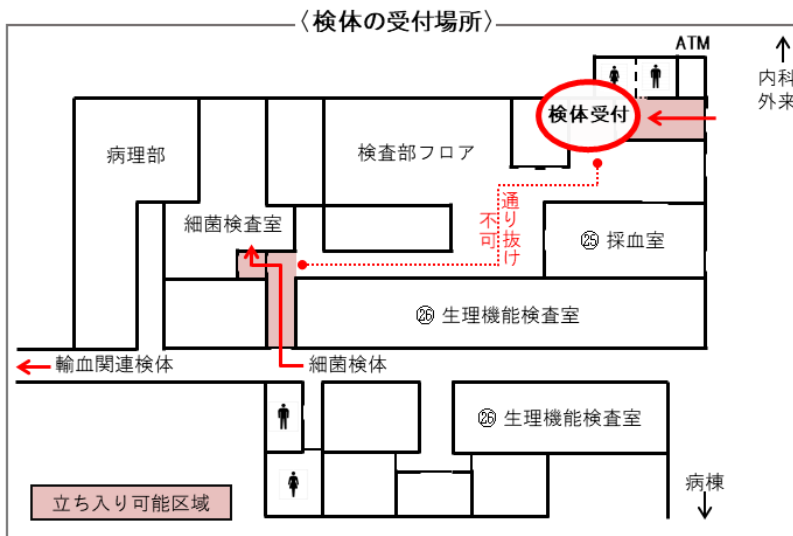 〈検体の受付場所〉
ATM
内科
外来
検体受付
病理部
検査部フロア
通り抜け
不可
細菌検査室
㉕ 採血室
㉖ 生理機能検査室
輸血関連検体
細菌検体
㉖ 生理機能検査室
病棟
立ち入り可能区域